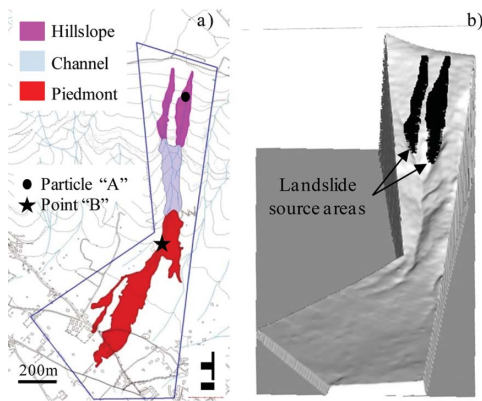 a)
Hillslope
Channel
Piedmont
Particle “A”
Point “B”
200m
b)
Landslide
source areas